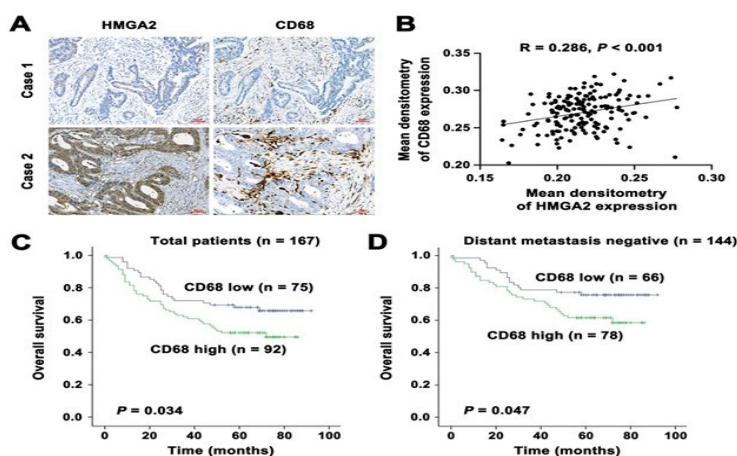 A
HMGA2
CD68
Case 1
Case 2
B
R = 0.286, P < 0.001
Mean densitometry
of CD68 expression
0.35
0.30
0.25
0.20
0.15
0.20
0.25
0.30
Mean densitometry
of HMGA2 expression
C
Total patients (n = 167)
Overall survival
1.0
0.8
0.6
0.4
0.2
0.0
CD68 low (n = 75)
CD68 high (n = 92)
P = 0.034
0
20
40
60
80
100
Time (months)
D
Distant metastasis negative (n = 144)
Overall survival
1.0
0.8
0.6
0.4
0.2
0.0
CD68 low (n = 66)
CD68 high (n = 78)
P = 0.047
0
20
40
60
80
100
Time (months)